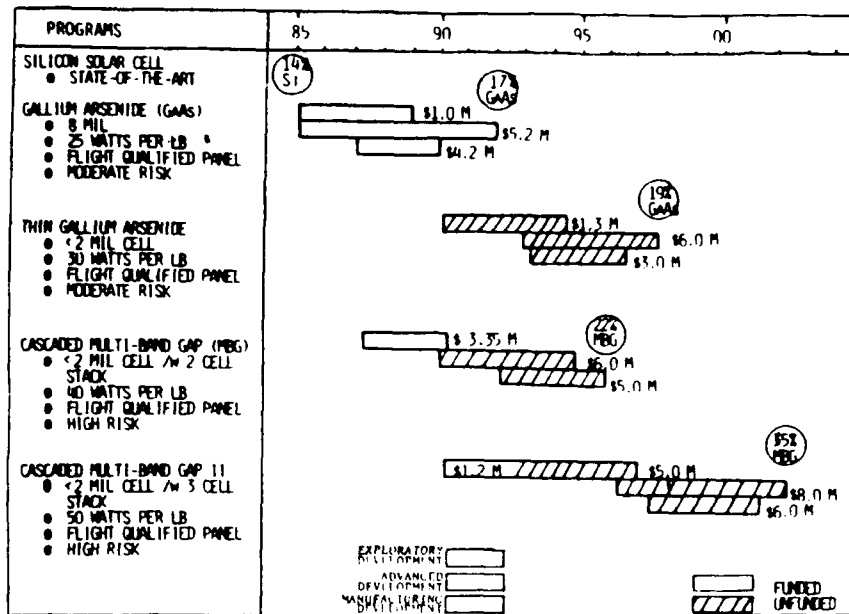 PROGRAMS
85 90 95 00
SILICON SOLAR CELL
• STATE-OF-THE-ART
14%
Si
17%
GAAs
GALLIUM ARSENIDE (GAAs)
• 8 MIL
• 25 WATTS PER LB
• FLIGHT QUALIFIED PANEL
• MODERATE RISK
$1.0 M
$5.2 M
$4.2 M
19%
GAAs
THIN GALLIUM ARSENIDE
• <2 MIL CELL
• 30 WATTS PER LB
• FLIGHT QUALIFIED PANEL
• MODERATE RISK
$1.3 M
$6.0 M
$3.0 M
22%
MBG
CASCADED MULTI-BAND GAP (MBG)
• <2 MIL CELL /w 2 CELL
STACK
• 40 WATTS PER LB
• FLIGHT QUALIFIED PANEL
• HIGH RISK
$ 3.35 M
$6.0 M
$5.0 M
35%
MBG
CASCADED MULTI-BAND GAP II
• <2 MIL CELL /w 3 CELL
STACK
• 50 WATTS PER LB
• FLIGHT QUALIFIED PANEL
• HIGH RISK
$1.2 M
$5.0 M
$8.0 M
$6.0 M
EXPLORATORY
DEVELOPMENT
ADVANCED
DEVELOPMENT
MANUFACTURING
DEVELOPMENT
FUNDED
UNFUNDED